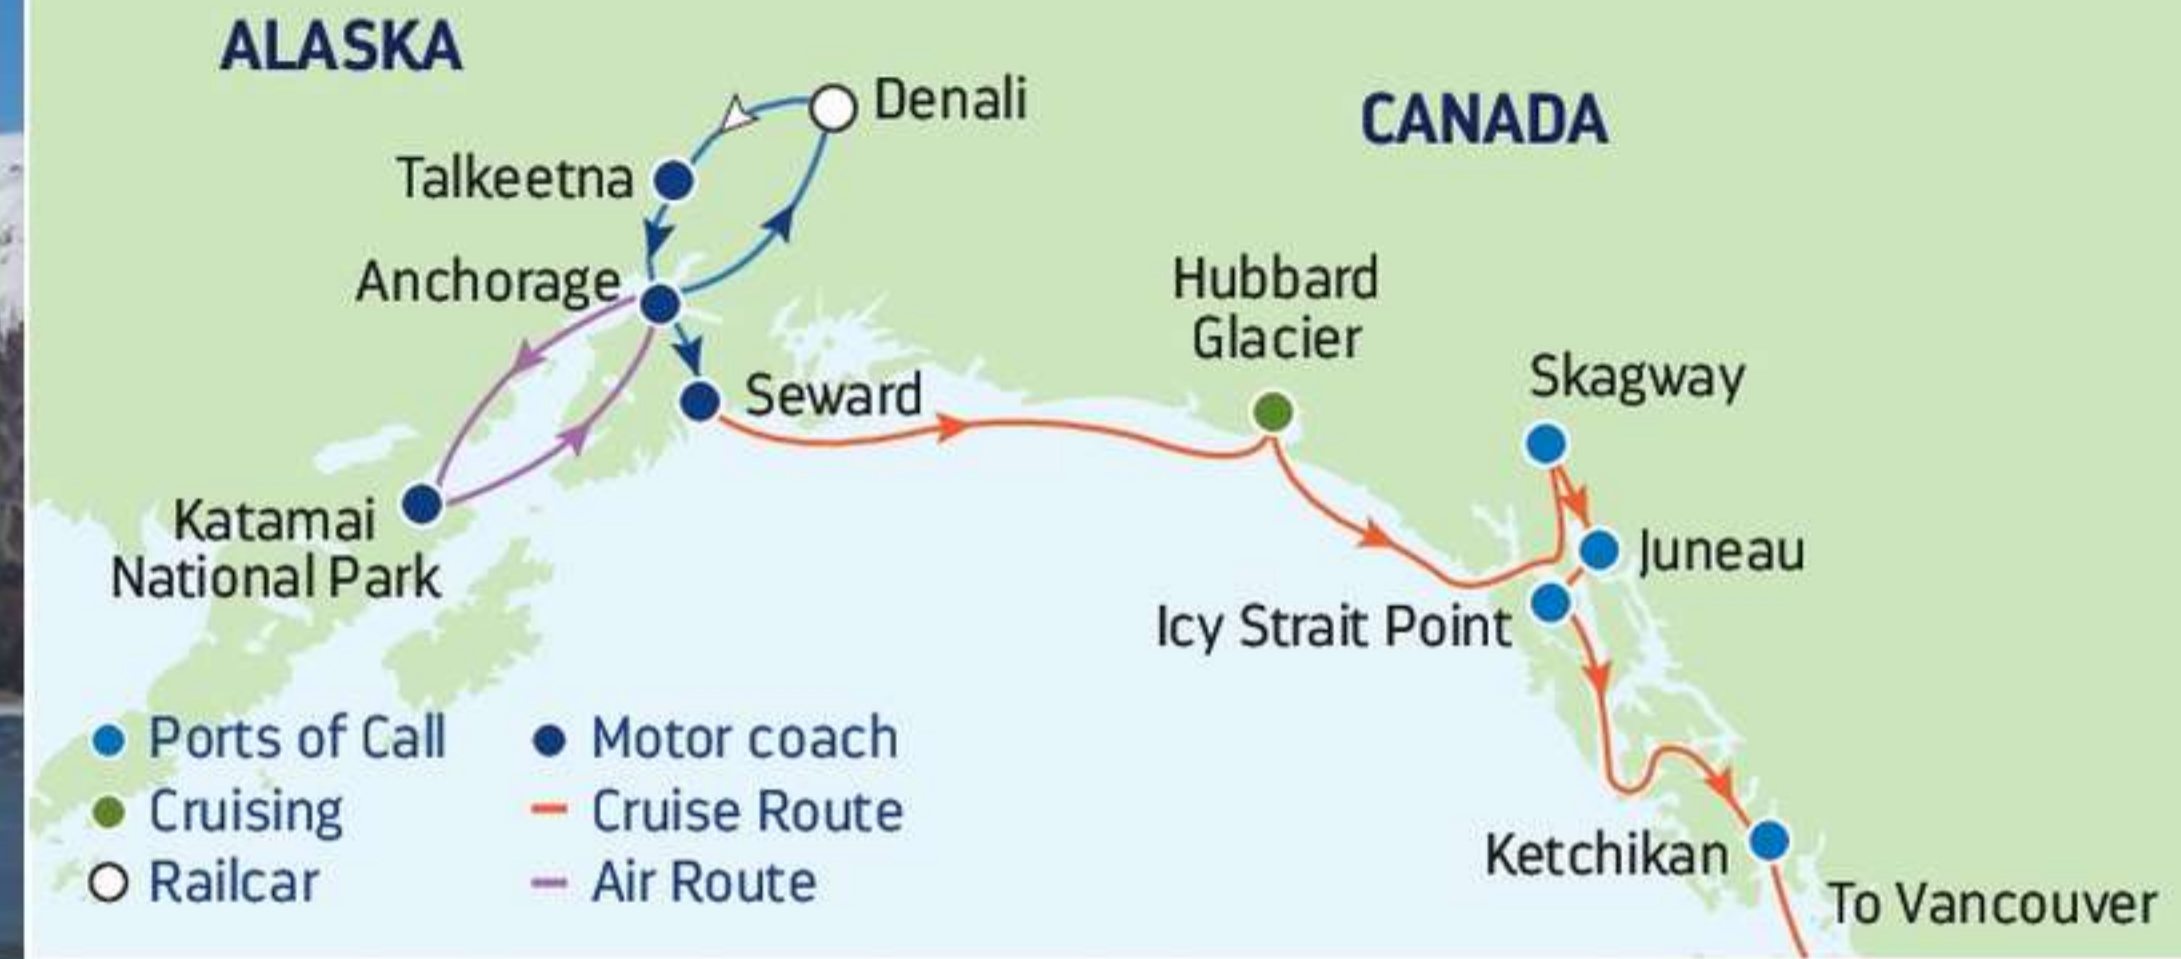 ALASKA
CANADA
Denali
Talkeetna
Anchorage
Hubbard
Glacier
Skagway
Seward
Katamai
National Park
Juneau
Icy Strait Point
Ketchikan
To Vancouver
Ports of Call
Cruising
Railcar
Motor coach
Cruise Route
Air Route